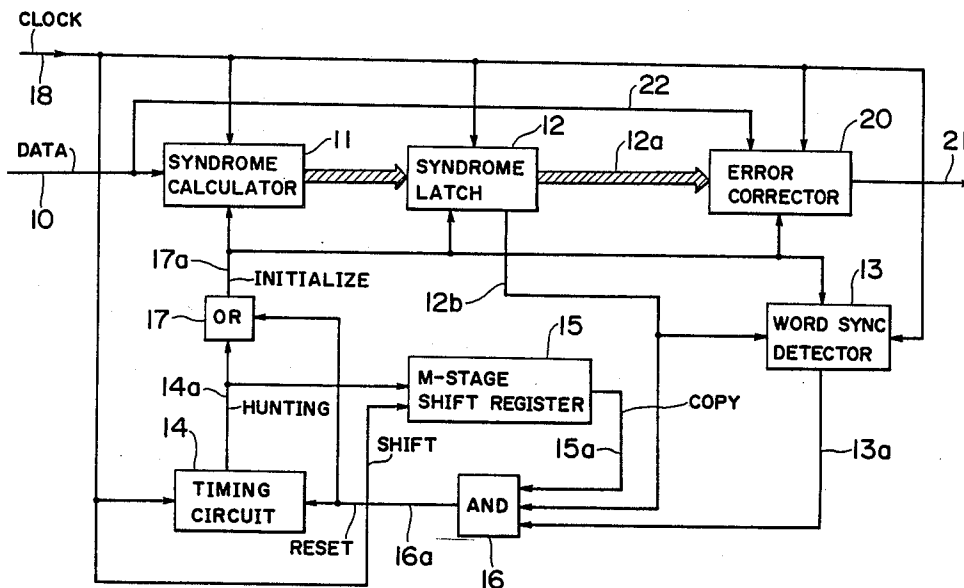 CLOCK
18
22
11
12
12a
20
21
DATA
SYNDROME
CALCULATOR
SYNDROME
LATCH
ERROR
CORRECTOR
10
17a
INITIALIZE
12b
13
17
OR
15
WORD SYNC
DETECTOR
14a
HUNTING
M-STAGE
SHIFT REGISTER
COPY
14
SHIFT
15a
13a
TIMING
CIRCUIT
AND
RESET
16a
16